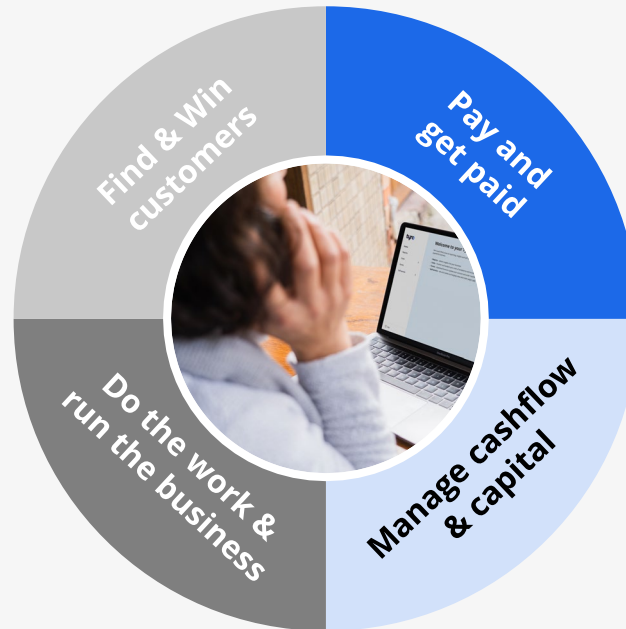 Find & Win
customers
Pay and
get paid
Do the work &
run the business
Manage cashflow
& capital